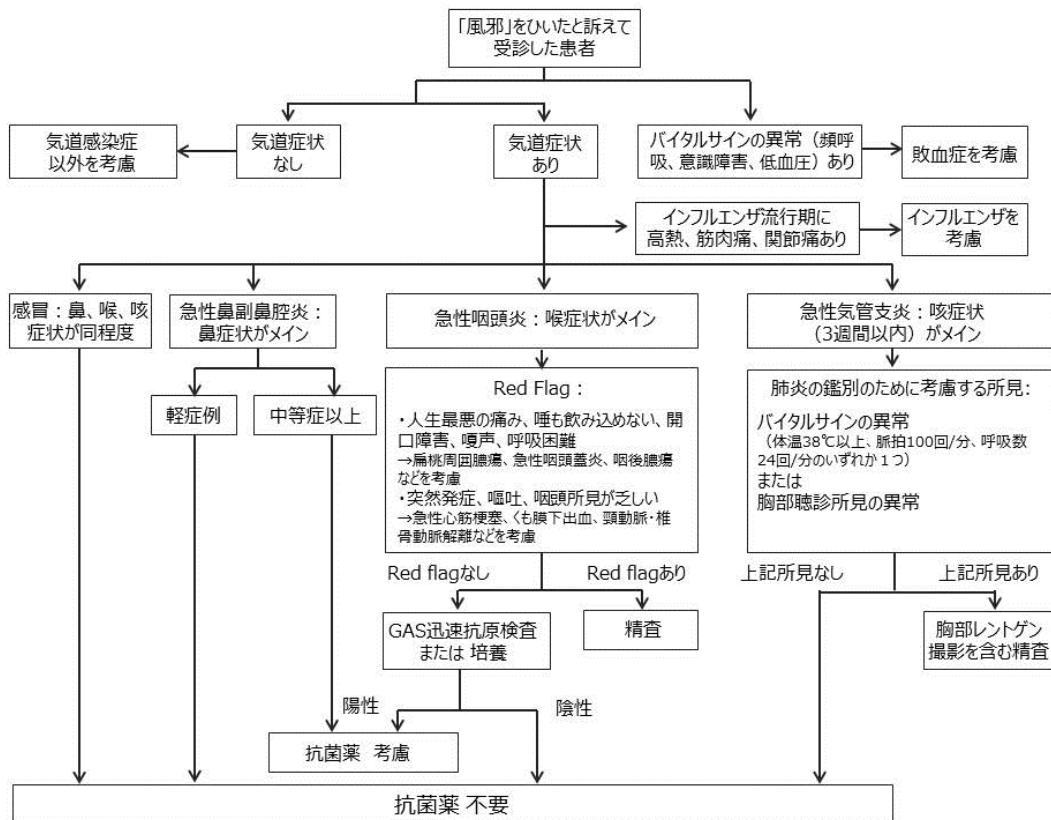 「風邪」をひいたと訴えて
受診した患者
気道感染症
以外を考慮
気道症状
なし
気道症状
あり
バイタルサインの異常（頻呼
吸、意識障害、低血圧）あり
敗血症を考慮
インフルエンザ流行期に
高熱、筋肉痛、関節痛あり
インフルエンザを
考慮
感冒：鼻、喉、咳
症状が同程度
急性鼻副鼻腔炎：
鼻症状がメイン
急性咽頭炎：喉症状がメイン
急性気管支炎：咳症状
（3週間以内）がメイン
軽症例
中等症以上
Red Flag：
・人生最悪の痛み、唾も飲み込めない、開
口障害、嗄声、呼吸困難
→扁桃周囲膿瘍、急性咽頭蓋炎、咽後膿瘍
などを考慮
・突然発症、嘔吐、咽頭所見が乏しい
→急性心筋梗塞、くも膜下出血、頸動脈・椎
骨動脈解離などを考慮
肺炎の鑑別のために考慮する所見：
バイタルサインの異常
（体温38℃以上、脈拍100回/分、呼吸数
24回/分のいずれか１つ）
または
胸部聴診所見の異常
Red flagなし
Red flagあり
上記所見なし
上記所見あり
GAS迅速抗原検査
または 培養
精査
胸部レントゲン
撮影を含む精査
陽性
陰性
抗菌薬 考慮
抗菌薬 不要